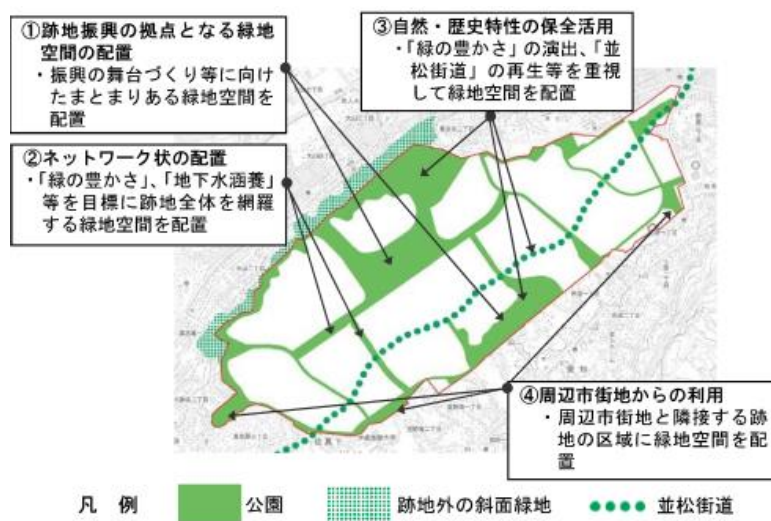 ①跡地振興の拠点となる緑地
空間の配置
・振興の舞台づくり等に向け
たまとまりある緑地空間を
配置
③自然・歴史特性の保全活用
・「緑の豊かさ」の演出、「並
松街道」の再生等を重視
して緑地空間を配置
②ネットワーク状の配置
・「緑の豊かさ」、「地下水涵養」
等を目標に跡地全体を網羅
する緑地空間を配置
④周辺市街地からの利用
・周辺市街地と隣接する跡
地の区域に緑地空間を配
置
凡 例
公園
跡地外の斜面緑地
並松街道